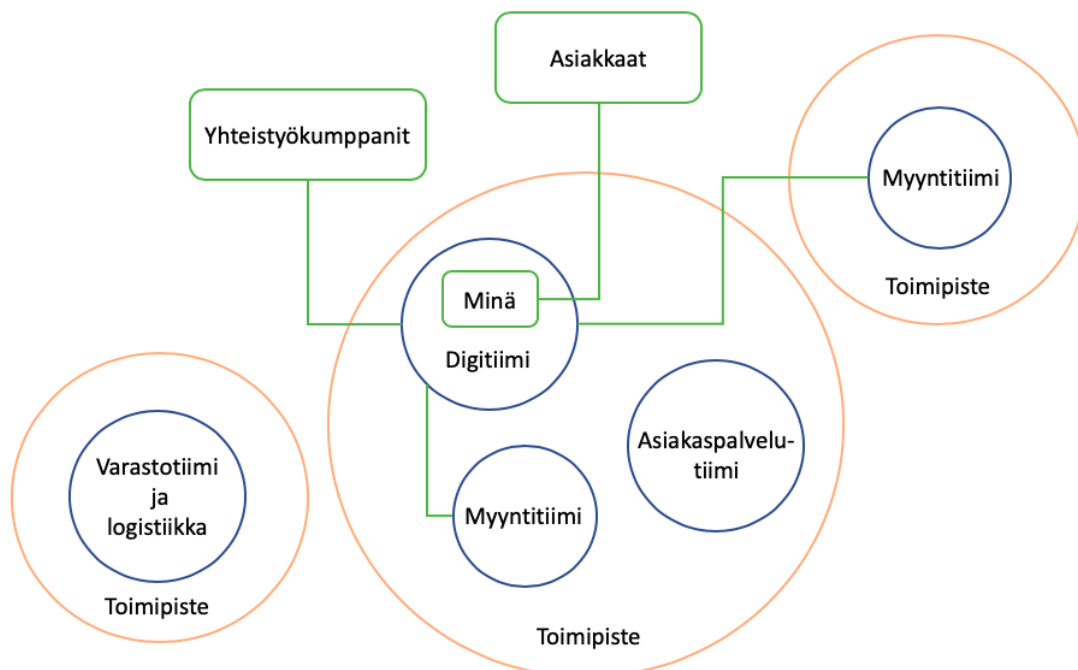 Asiakkaat
Yhteistyökumppanit
Myyntitiimi
Toimipiste
Minä
Digitiimi
Asiakaspalvelu-
tiimi
Varastotiimi
ja
logistiikka
Toimipiste
Myyntitiimi
Toimipiste